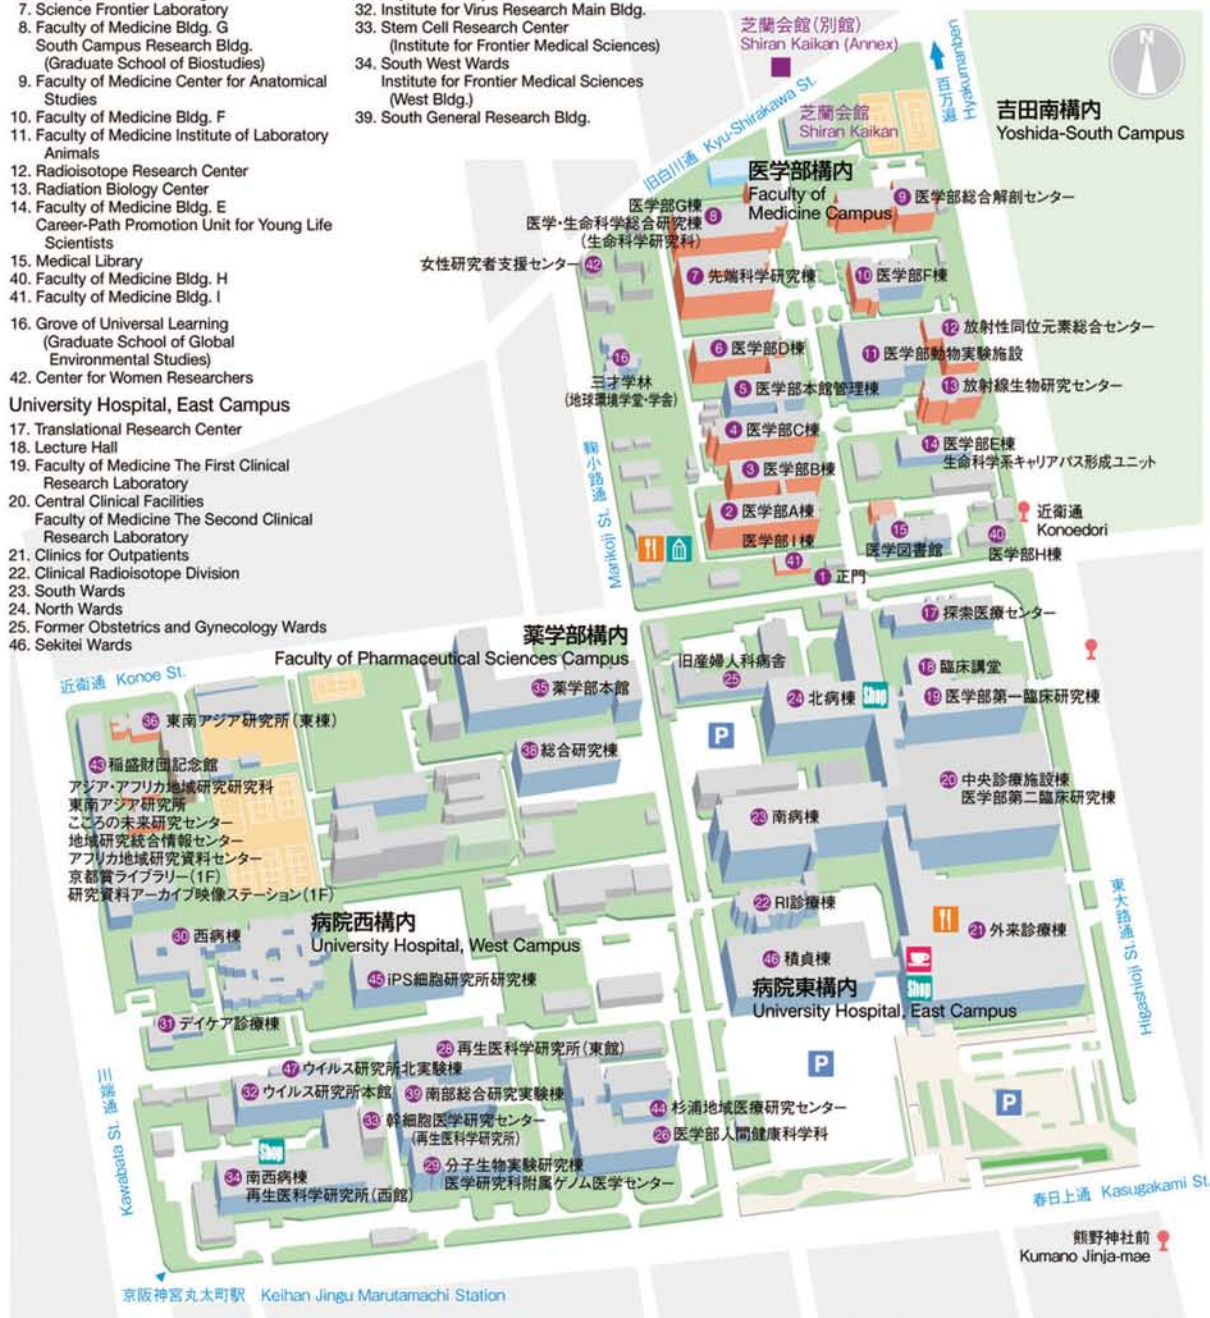 7. Science Frontier Laboratory
8. Faculty of Medicine Bldg. G
South Campus Research Bldg.
(Graduate School of Biostudies)
9. Faculty of Medicine Center for Anatomical
Studies
10. Faculty of Medicine Bldg. F
11. Faculty of Medicine Institute of Laboratory
Animals
12. Radioisotope Research Center
13. Radiation Biology Center
14. Faculty of Medicine Bldg. E
Career-Path Promotion Unit for Young Life
Scientists
15. Medical Library
40. Faculty of Medicine Bldg. H
41. Faculty of Medicine Bldg. I
16. Grove of Universal Learning
(Graduate School of Global
Environmental Studies)
42. Center for Women Researchers
University Hospital, East Campus
17. Translational Research Center
18. Lecture Hall
19. Faculty of Medicine The First Clinical
Research Laboratory
20. Central Clinical Facilities
Faculty of Medicine The Second Clinical
Research Laboratory
21. Clinics for Outpatients
22. Clinical Radioisotope Division
23. South Wards
24. North Wards
25. Former Obstetrics and Gynecology Wards
46. Sekitei Wards
32. Institute for Virus Research Main Bldg.
33. Stem Cell Research Center
(Institute for Frontier Medical Sciences)
34. South West Wards
Institute for Frontier Medical Sciences
(West Bldg.)
39. South General Research Bldg.
芝蘭会館(別館)
Shiran Kaikan (Annex)
Hyakumanben
百万遍
N
吉田南構内
Yoshida-South Campus
旧白川通 Kyu-Shirakawa St.
芝蘭会館
Shiran Kaikan
医学部構内
Faculty of
Medicine Campus
9 医学部総合解剖センター
医学部G棟
8
医学・生命科学総合研究棟
(生命科学研究科)
女性研究者支援センター 42
7 先端科学研究棟
10 医学部F棟
12 放射性同位元素総合センター
6 医学部D棟
11 医学部動物実験施設
16
三才学林
(地球環境学堂・学舎)
5 医学部本館管理棟
13 放射線生物研究センター
4 医学部C棟
14 医学部E棟
生命科学系キャリアパス形成ユニット
3 医学部B棟
鞠小路通 Marikoji St.
2 医学部A棟
15
医学図書館
近衛通
Konoedori
40
医学部H棟
医学部I棟
41
1 正門
17 探索医療センター
薬学部構内
Faculty of Pharmaceutical Sciences Campus
旧産婦人科病舎
25
18 臨床講堂
近衛通 Konoe St.
35 薬学部本館
24 北病棟
Shop
19 医学部第一臨床研究棟
36 東南アジア研究所(東棟)
P
38 総合研究棟
43 稲盛財団記念館
アジア・アフリカ地域研究研究科
東南アジア研究所
こころの未来研究センター
地域研究統合情報センター
アフリカ地域研究資料センター
京都賞ライブラリー(1F)
研究資料アーカイブ映像ステーション(1F)
20 中央診療施設棟
医学部第二臨床研究棟
23 南病棟
22 RI診療棟
東大路通 Higashioji St.
病院西構内
University Hospital, West Campus
30 西病棟
21 外来診療棟
45 iPS細胞研究所研究棟
46 積貞棟
Shop
病院東構内
University Hospital, East Campus
31 デイケア診療棟
28 再生医科学研究所(東館)
47 ウイルス研究所北実験棟
P
川端通 Kawabata St.
32 ウイルス研究所本館
39 南部総合研究実験棟
P
44 杉浦地域医療研究センター
33 幹細胞医学研究センター
(再生医科学研究所)
26 医学部人間健康科学科
Shop
29 分子生物実験研究棟
医学研究科附属ゲノム医学センター
34 南西病棟
再生医科学研究所(西館)
春日上通 Kasugakami St.
熊野神社前
Kumano Jinja-mae
京阪神宮丸太町駅 Keihan Jingu Marutamachi Station